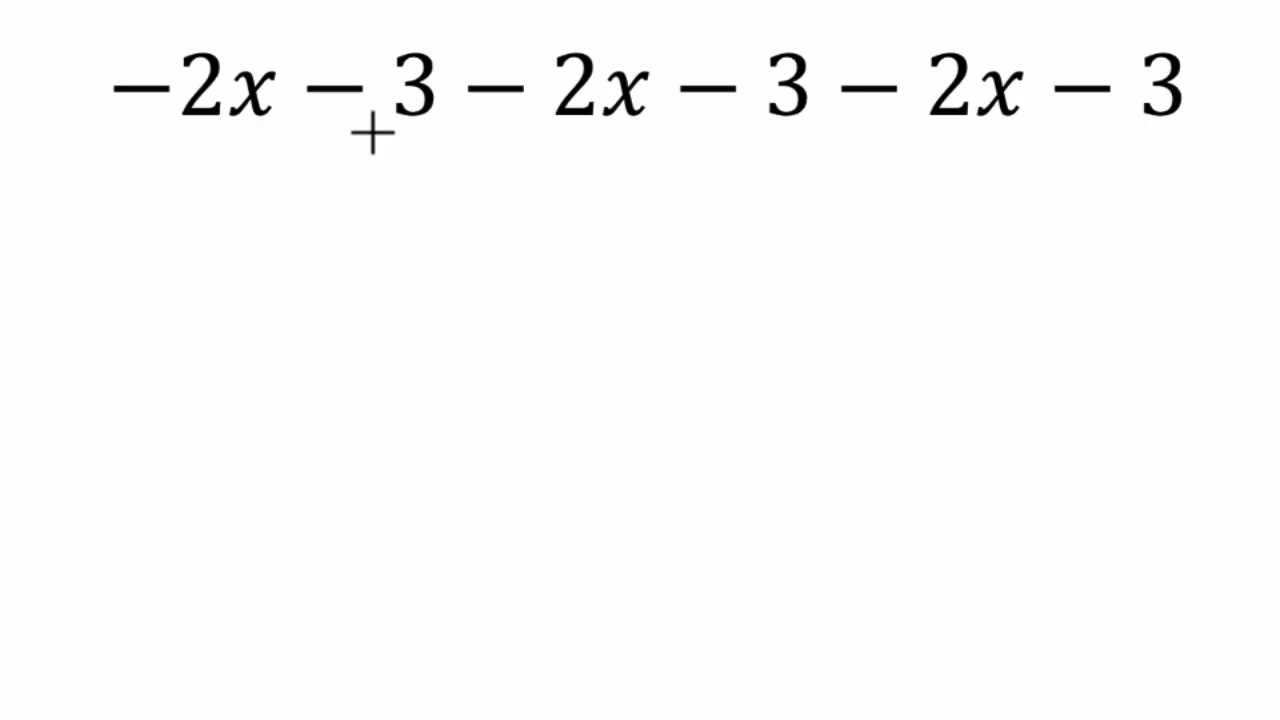 −2x − 3 − 2x − 3 − 2x − 3